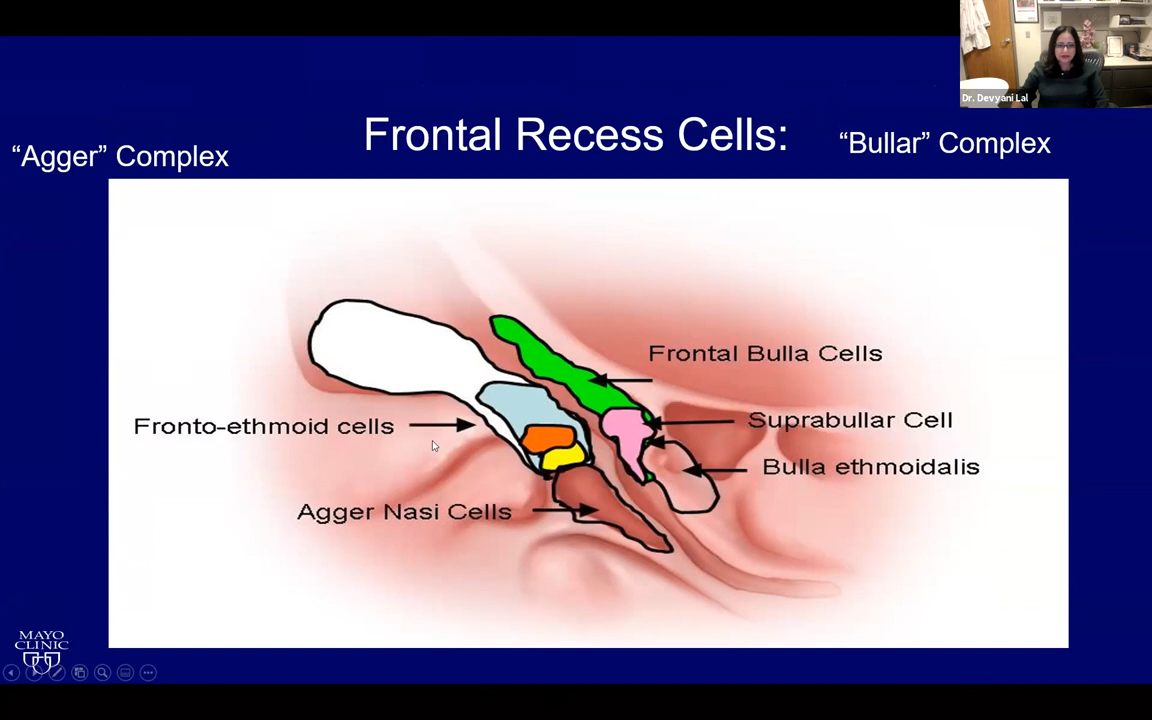 Dr. Devyani Lal
Frontal Recess Cells:
“Agger” Complex
“Bullar” Complex
Frontal Bulla Cells
Fronto-ethmoid cells
Suprabullar Cell
Bulla ethmoidalis
Agger Nasi Cells
MAYO
CLINIC